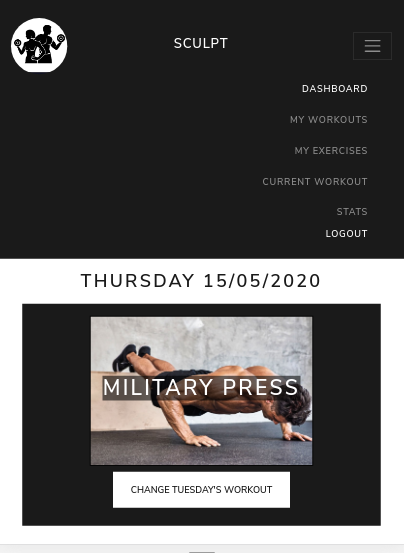 SCULPT
DASHBOARD
MY WORKOUTS
MY EXERCISES
CURRENT WORKOUT
STATS
LOGOUT
THURSDAY 15/05/2020
MILITARY PRESS
CHANGE TUESDAY'S WORKOUT